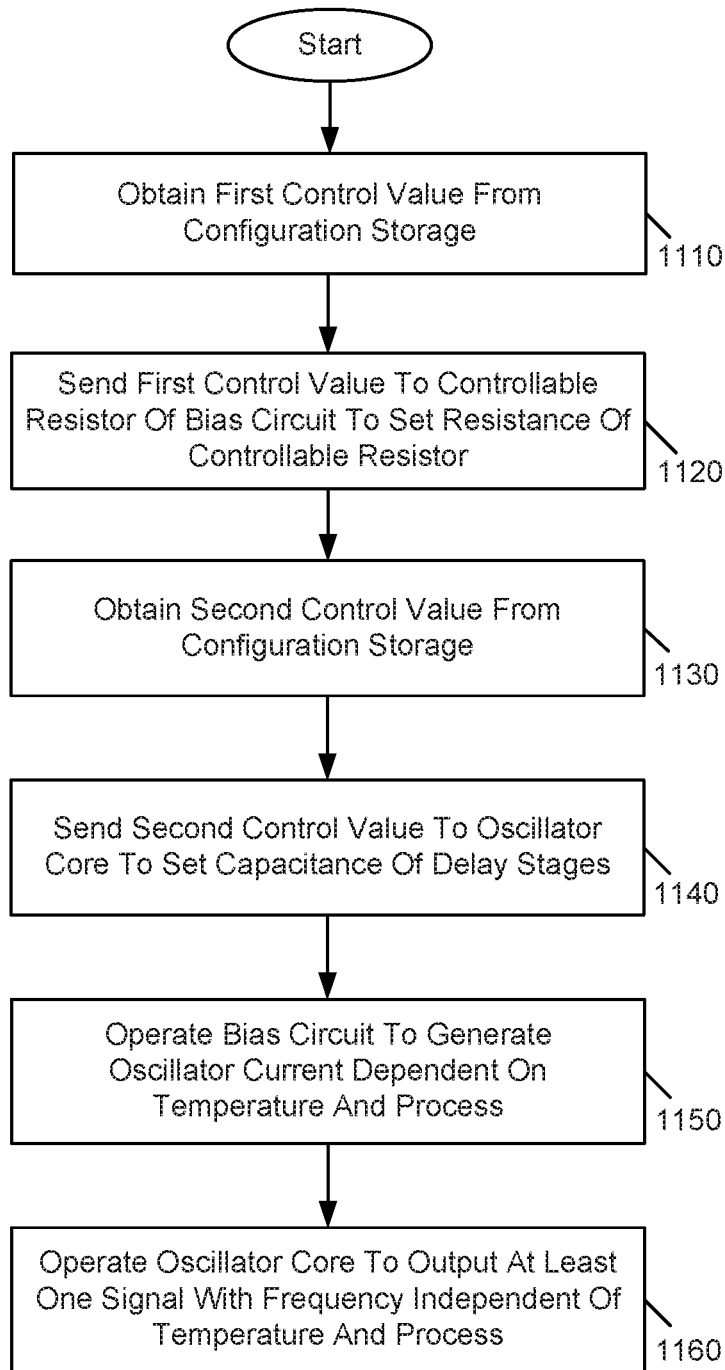 Start
Obtain First Control Value From
Configuration Storage
1110
Send First Control Value To Controllable
Resistor Of Bias Circuit To Set Resistance Of
Controllable Resistor
1120
Obtain Second Control Value From
Configuration Storage
1130
Send Second Control Value To Oscillator
Core To Set Capacitance Of Delay Stages
1140
Operate Bias Circuit To Generate
Oscillator Current Dependent On
Temperature And Process
1150
Operate Oscillator Core To Output At Least
One Signal With Frequency Independent Of
Temperature And Process
1160